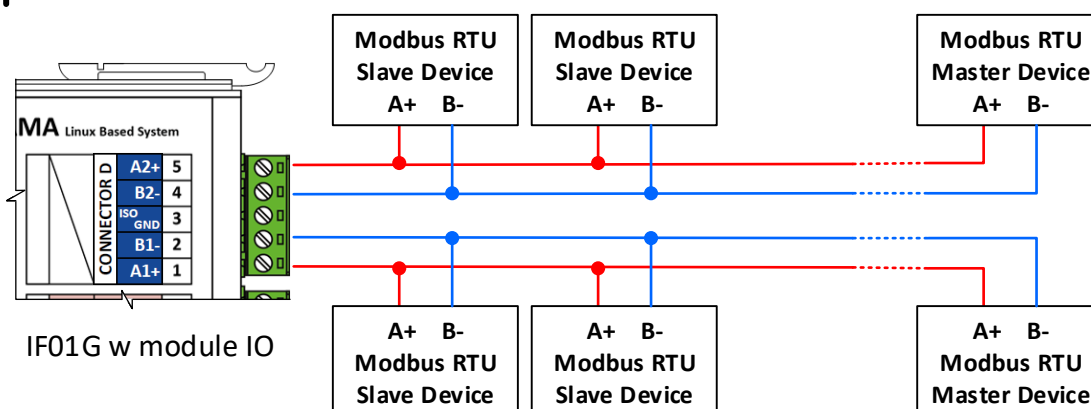 Modbus RTU
Slave Device
A+ B-
Modbus RTU
Slave Device
A+ B-
Modbus RTU
Master Device
A+ B-
MA Linux Based System
CONNECTOR D
A2+ 5
B2- 4
ISO GND 3
B1- 2
A1+ 1
IF01G w module IO
A+ B-
Modbus RTU
Slave Device
A+ B-
Modbus RTU
Slave Device
A+ B-
Modbus RTU
Master Device